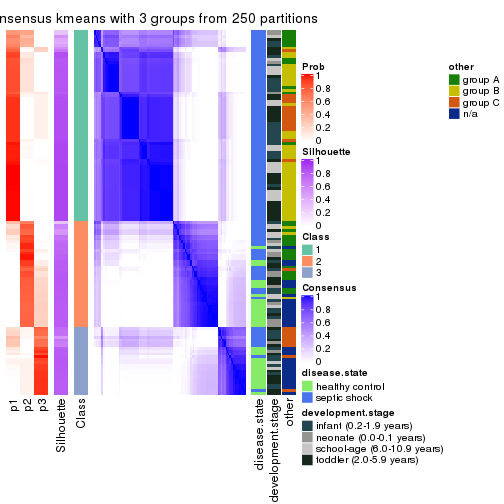 nsensus kmeans with 3 groups from 250 partitions
Prob
1
0.8
0.6
0.4
0.2
0
Silhouette
1
0.8
0.6
0.4
0.2
0
Class
1
2
3
Consensus
1
0.8
0.6
0.4
0.2
0
disease.state
healthy control
septic shock
development.stage
infant (0.2-1.9 years)
neonate (0.0-0.1 years)
school-age (6.0-10.9 years)
toddler (2.0-5.9 years)
other
group A
group B
group C
n/a
p1
p2
p3
Silhouette
Class
disease.state
development.stage
other